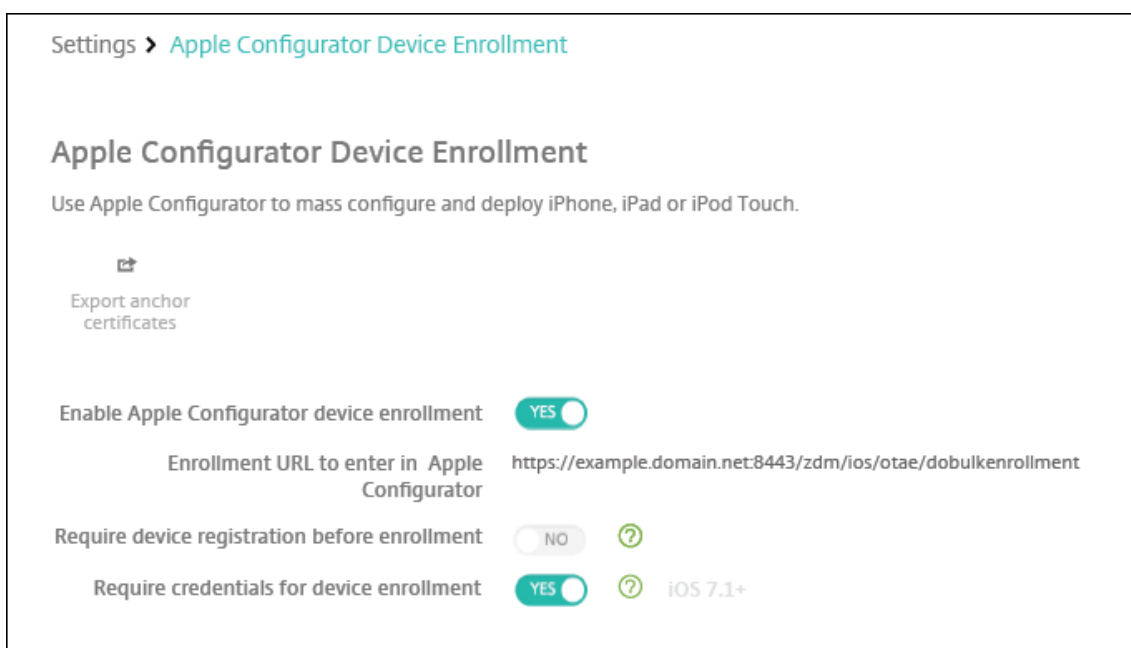 Settings > Apple Configurator Device Enrollment
Apple Configurator Device Enrollment
Use Apple Configurator to mass configure and deploy iPhone, iPad or iPod Touch.
Export anchor
certificates
Enable Apple Configurator device enrollment YES
Enrollment URL to enter in Apple https://example.domain.net:8443/zdm/ios/otae/dobulkenrollment
Configurator
Require device registration before enrollment NO ?
Require credentials for device enrollment YES ? iOS 7.1+